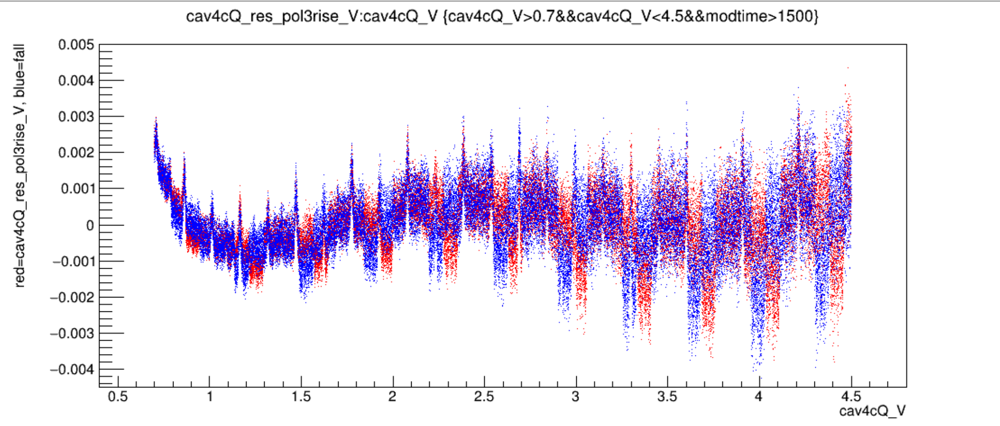 cav4cQ_res_pol3rise_V:cav4cQ_V {cav4cQ_V>0.7&&cav4cQ_V<4.5&&modtime>1500}
red=cav4cQ_res_pol3rise_V, blue=fall
0.005
0.004
0.003
0.002
0.001
0
−0.001
−0.002
−0.003
−0.004
0.5 1 1.5 2 2.5 3 3.5 4 4.5
cav4cQ_V